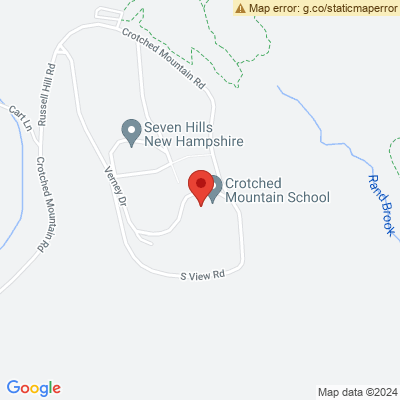 Map error: g.co/staticmaperror
Crotched Mountain Rd
Russell Hill Rd
Cart Ln
Seven Hills
New Hampshire
Verney Dr
Crotched
Mountain School
Rand Brook
Crotched Mountain Rd
S View Rd
Google
Map data ©2024